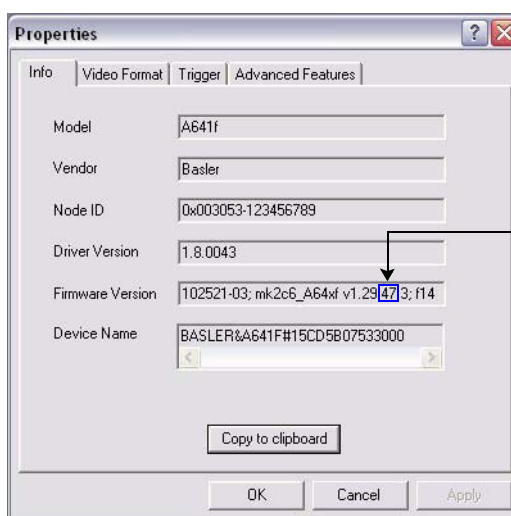 Properties
Info Video Format Trigger Advanced Features
Model A641f
Vendor Basler
Node ID 0x003053-123456789
Driver Version 1.8.0043
Firmware Version 102521-03; mk2c6_A64xf v1.29 47 3; f14
Device Name BASLER&A641F#15CD5B07533000
Copy to clipboard
OK Cancel Apply